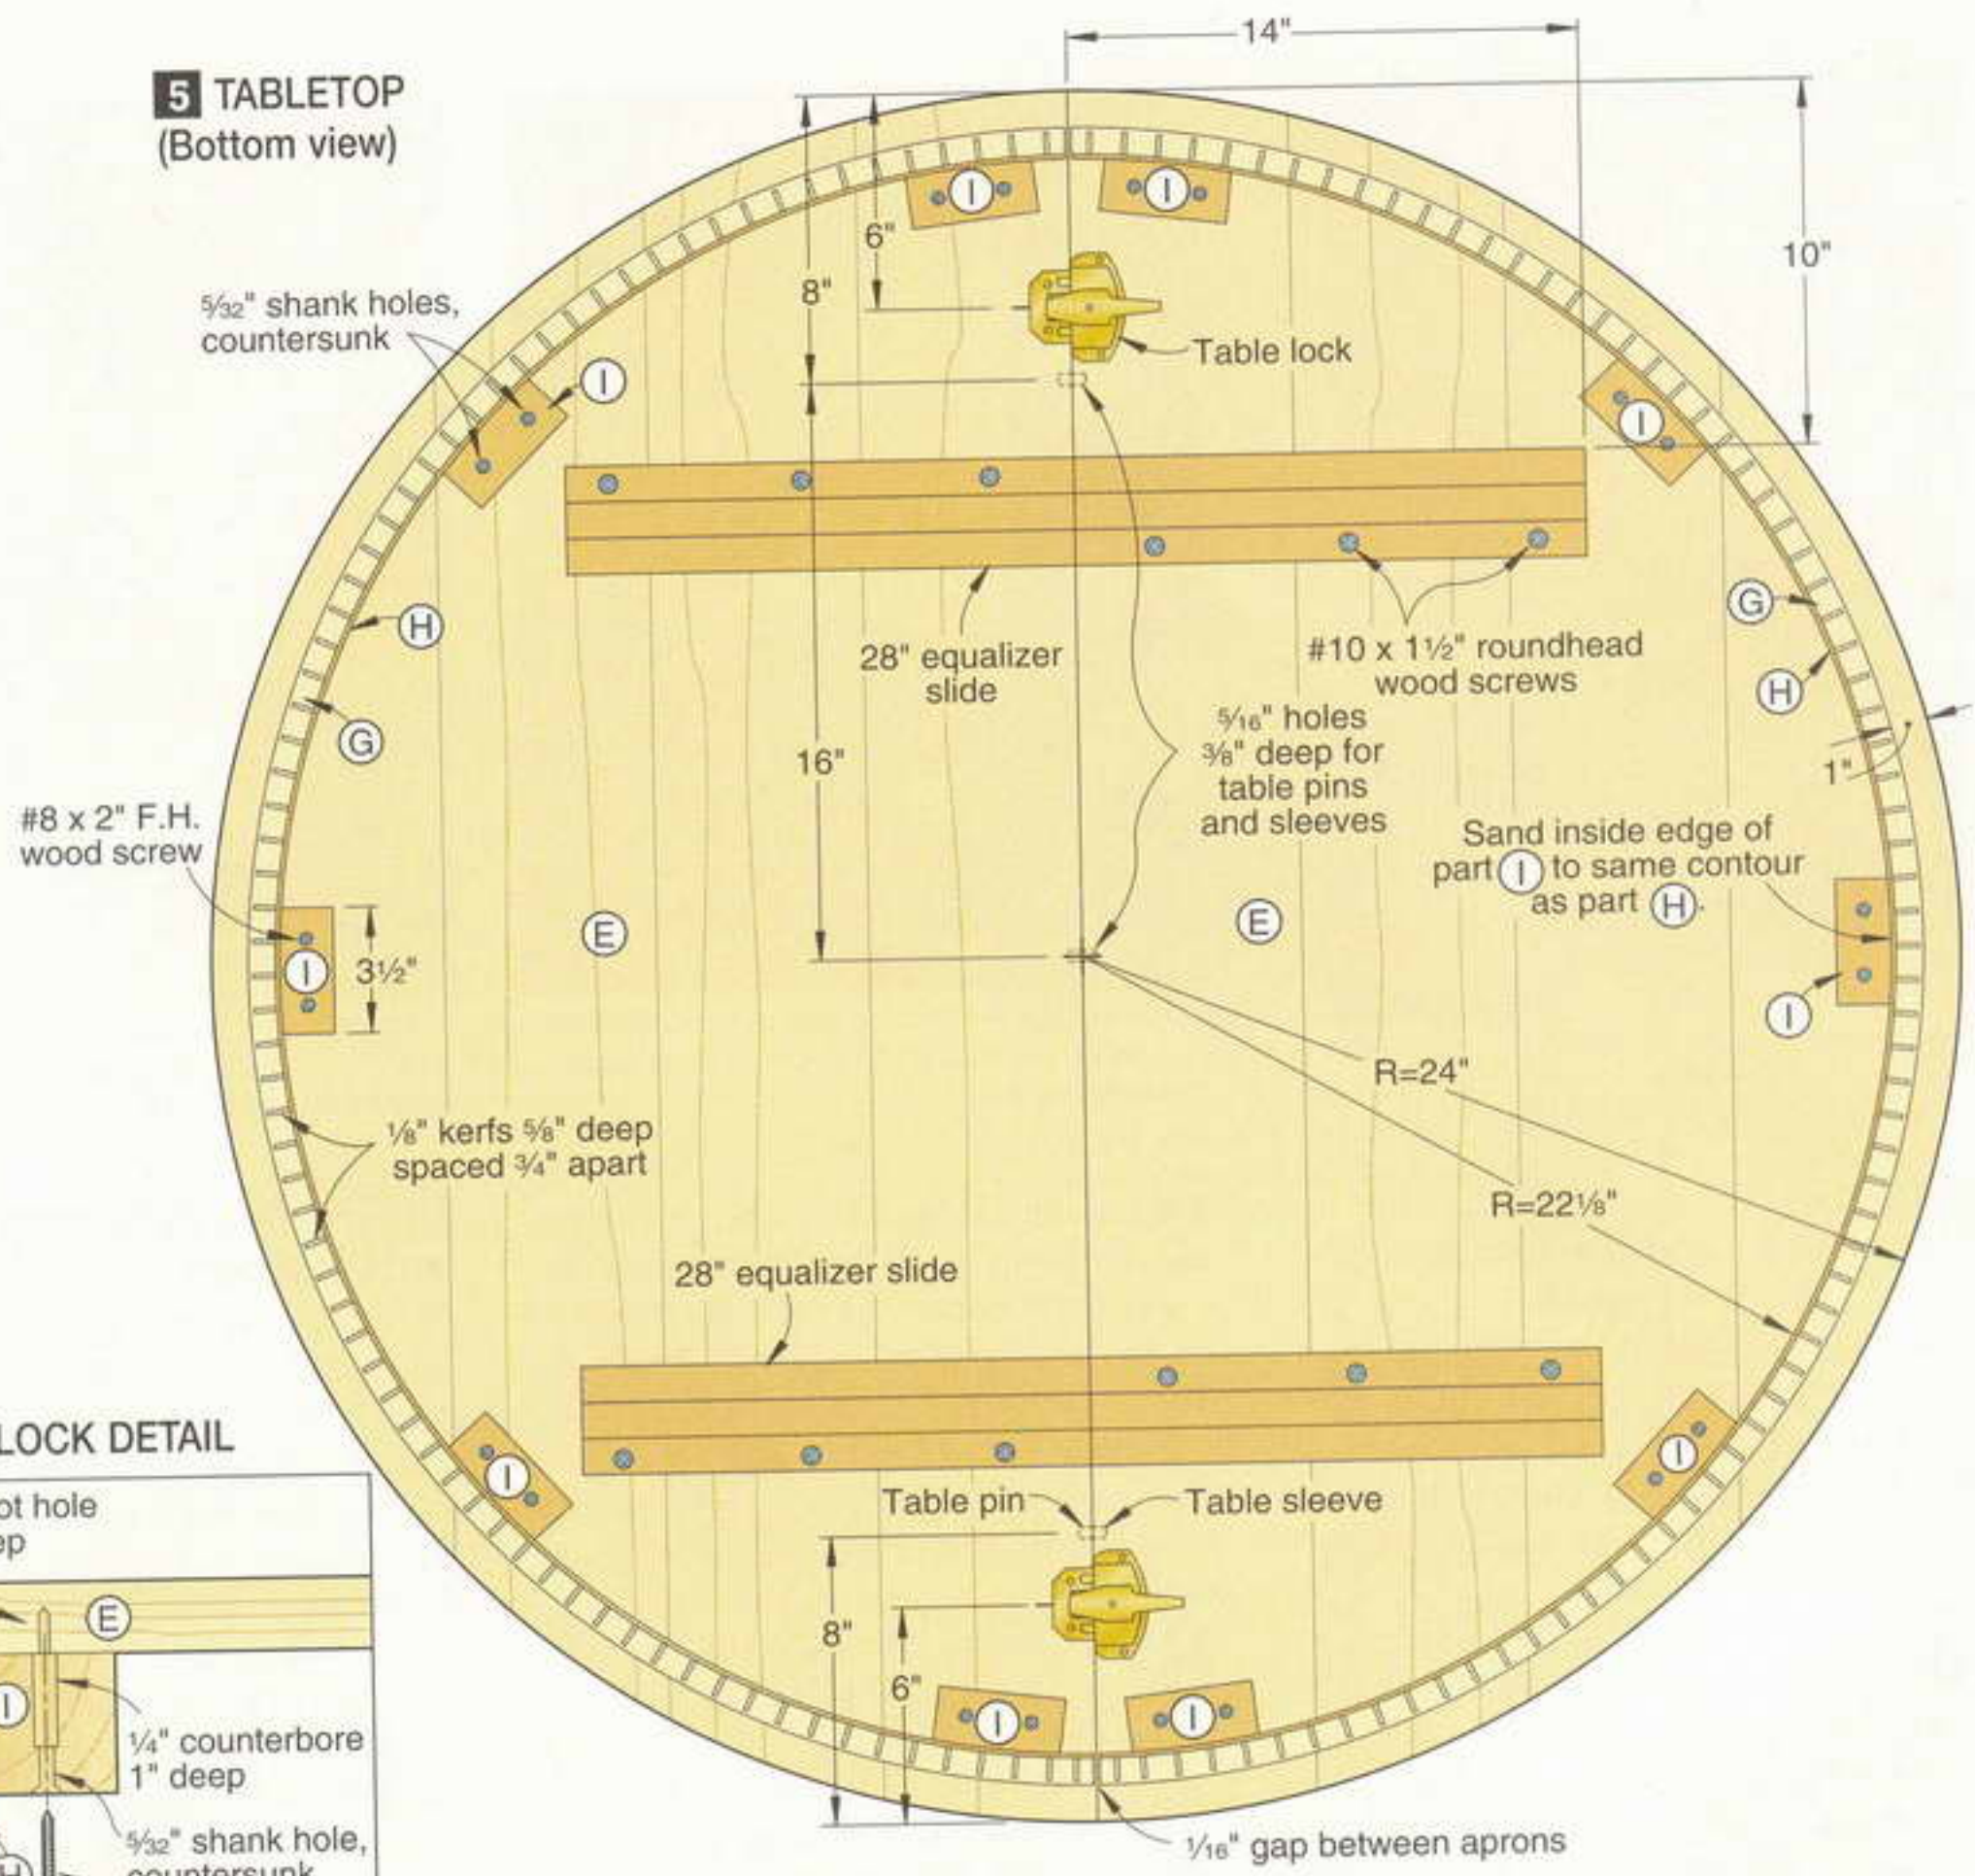 5 TABLETOP
(Bottom view)
14"
10"
6"
8"
I
I
5/32" shank holes,
countersunk
I
Table lock
I
H
G
28" equalizer
slide
#10 x 1½" roundhead
wood screws
G
H
16"
5/16" holes
3/8" deep for
table pins
and sleeves
1"
#8 x 2" F.H.
wood screw
Sand inside edge of
part I to same contour
as part H.
E
E
I
3½"
I
R=24"
1/8" kerfs 5/8" deep
spaced 3/4" apart
R=22 1/8"
28" equalizer slide
I
I
Table pin
Table sleeve
8"
6"
I
I
1/16" gap between aprons
LOCK DETAIL
hole
E
I
1/4" counterbore
1" deep
5/32" shank hole,
countersunk
H